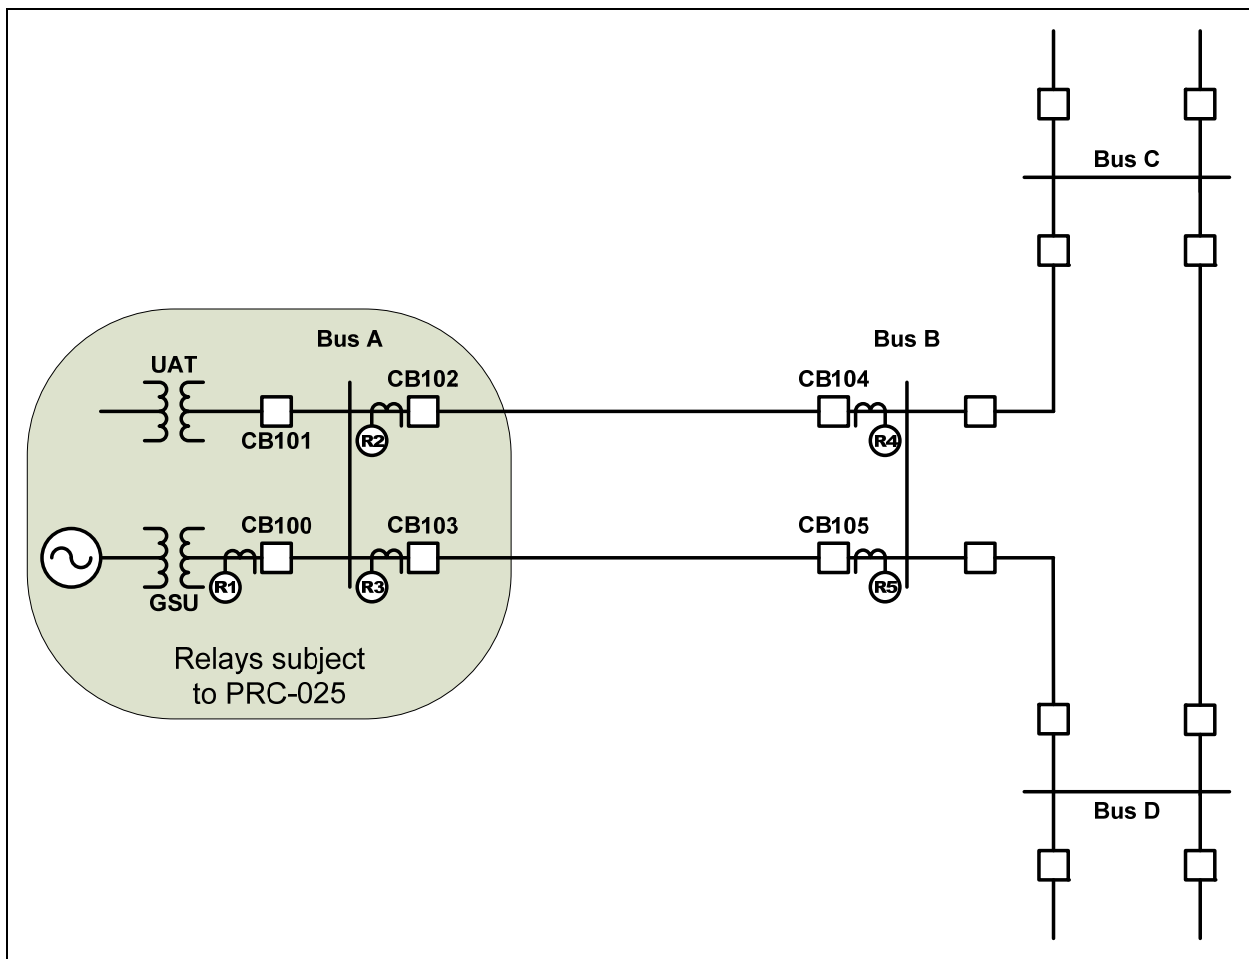 Bus C
Bus A
Bus B
UAT
CB102
CB104
CB101
R2
R4
CB100
CB103
CB105
R1
R3
R5
GSU
Relays subject
to PRC-025
Bus D